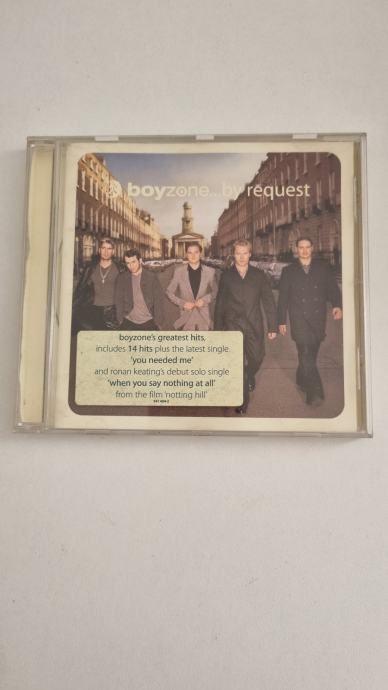 boyzone...by request
boyzone's greatest hits,
includes 14 hits plus the latest single
'you needed me'
and ronan keating's debut solo single
'when you say nothing at all'
from the film 'notting hill'